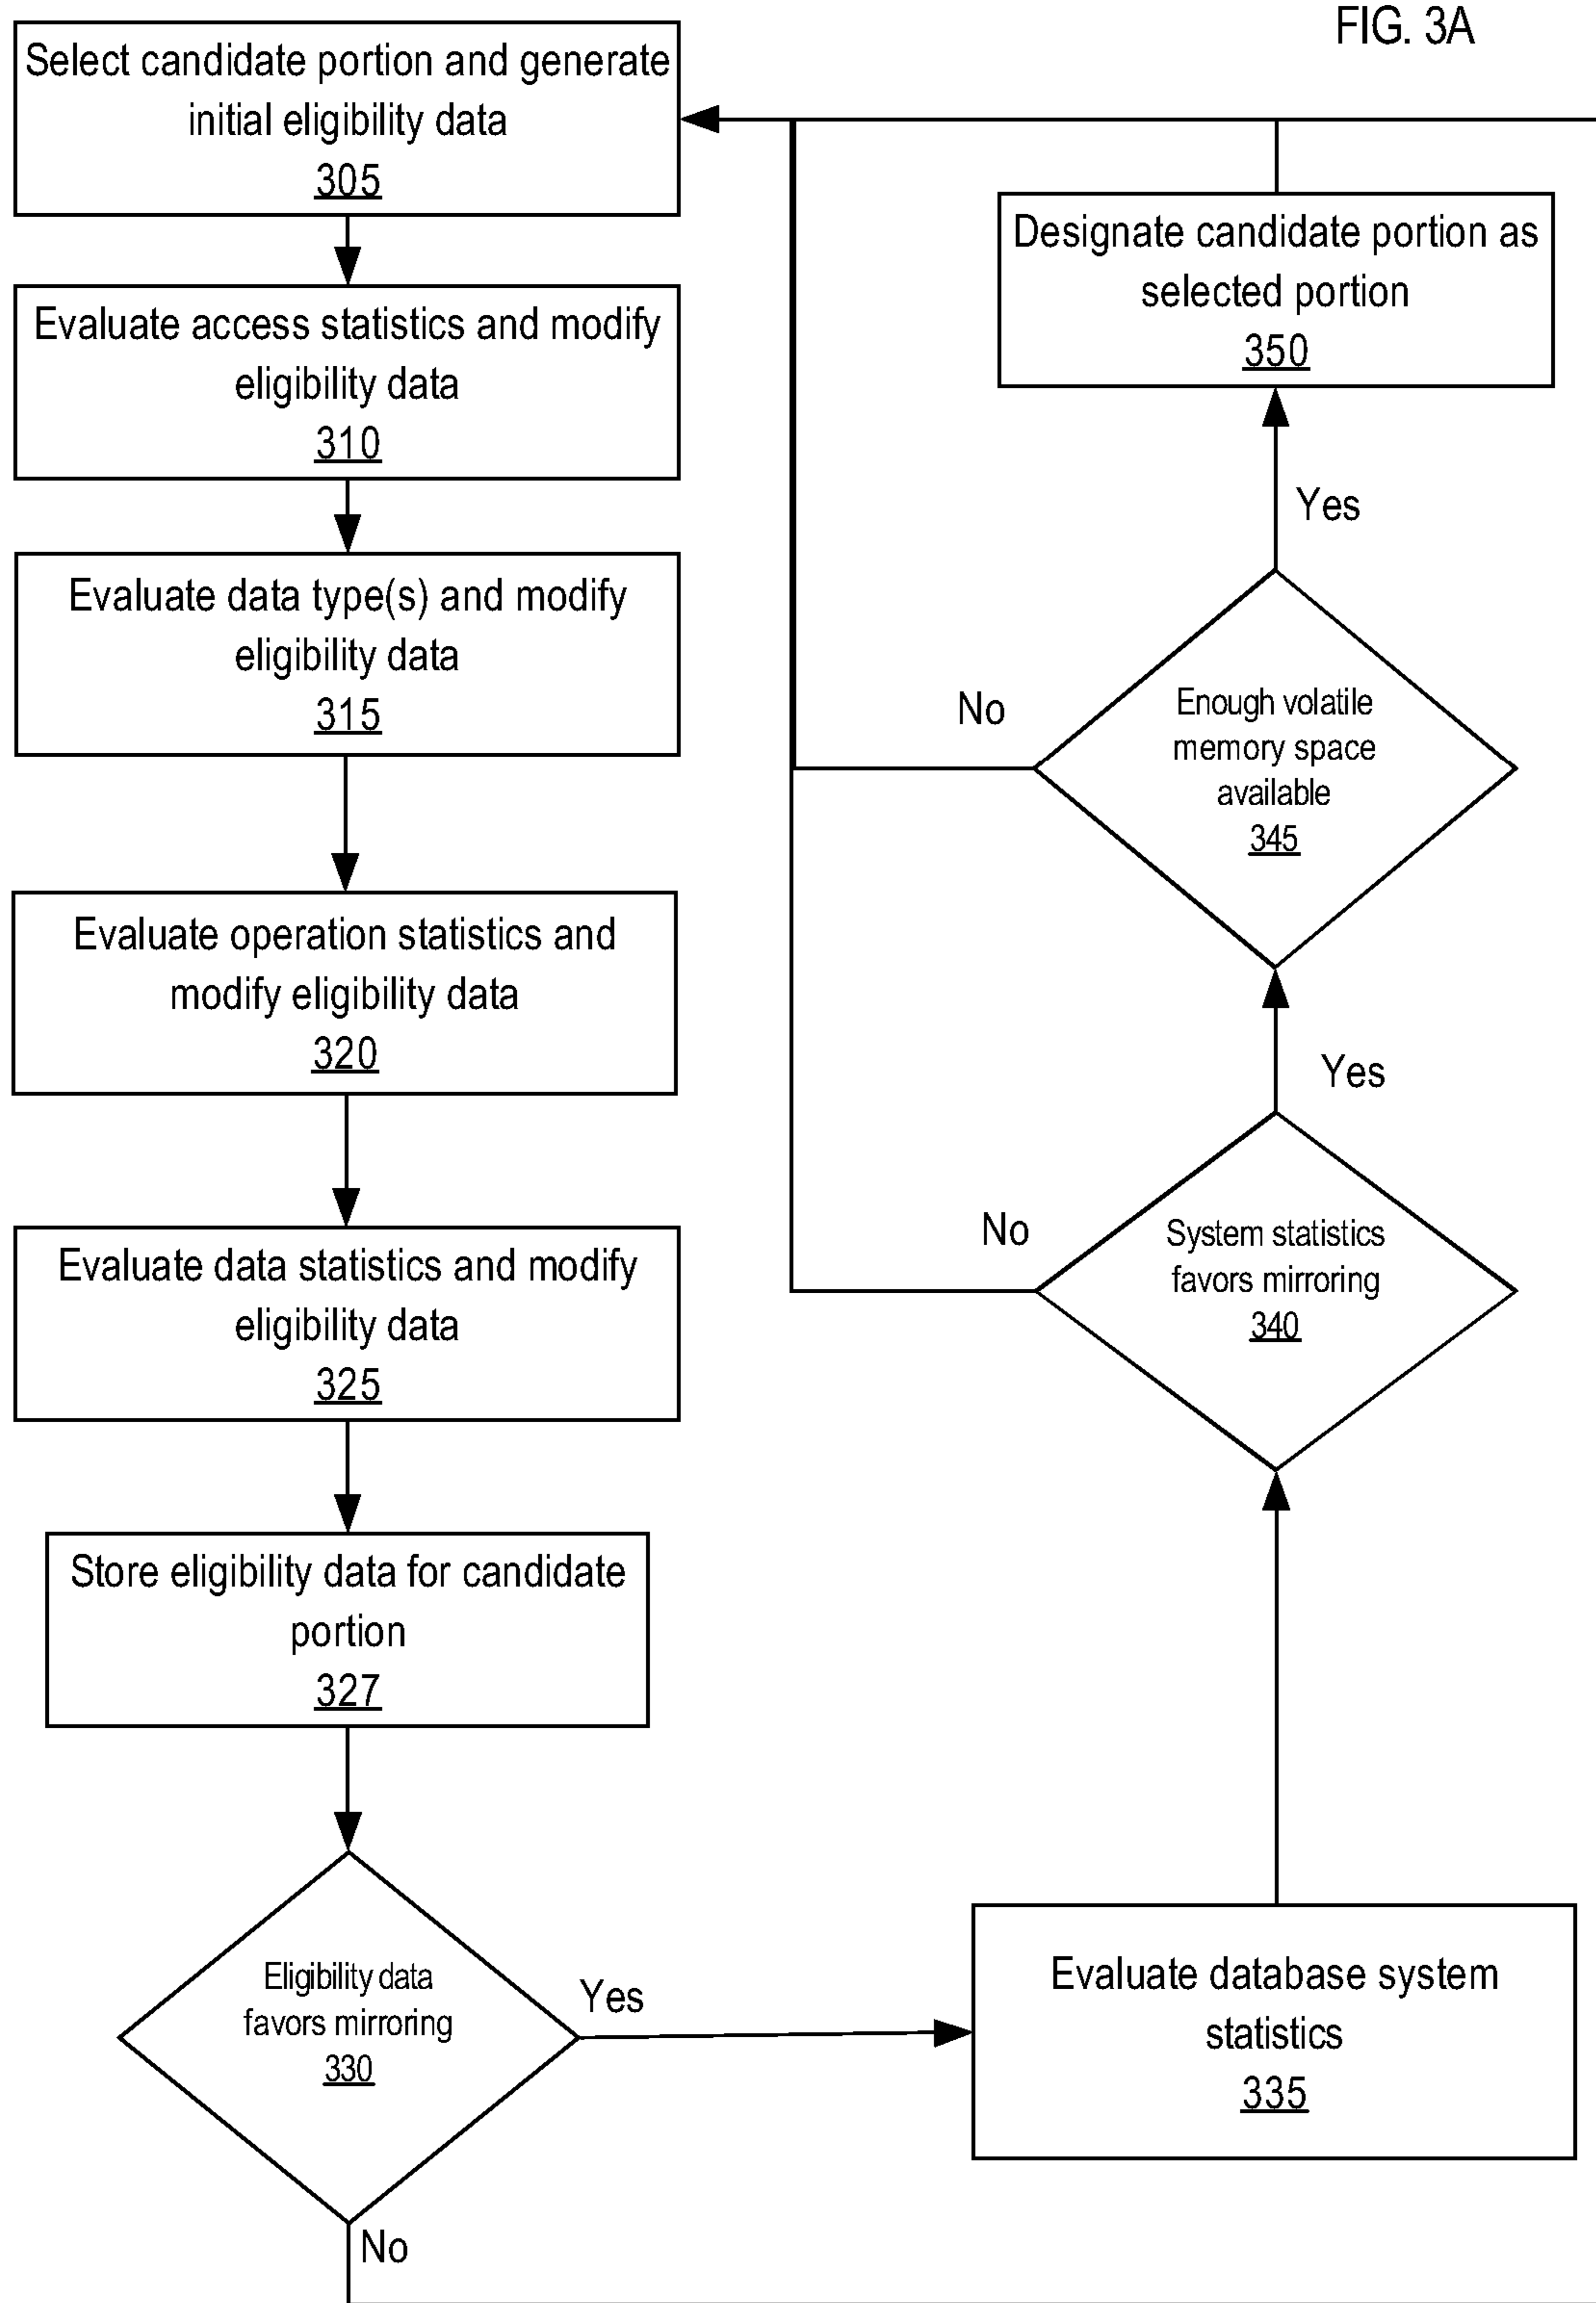 FIG. 3A
Select candidate portion and generate
initial eligibility data
305
Evaluate access statistics and modify
eligibility data
310
Evaluate data type(s) and modify
eligibility data
315
Evaluate operation statistics and
modify eligibility data
320
Evaluate data statistics and modify
eligibility data
325
Store eligibility data for candidate
portion
327
Eligibility data
favors mirroring
330
Yes
No
Evaluate database system
statistics
335
System statistics
favors mirroring
340
No
Yes
Enough volatile
memory space
available
345
No
Yes
Designate candidate portion as
selected portion
350